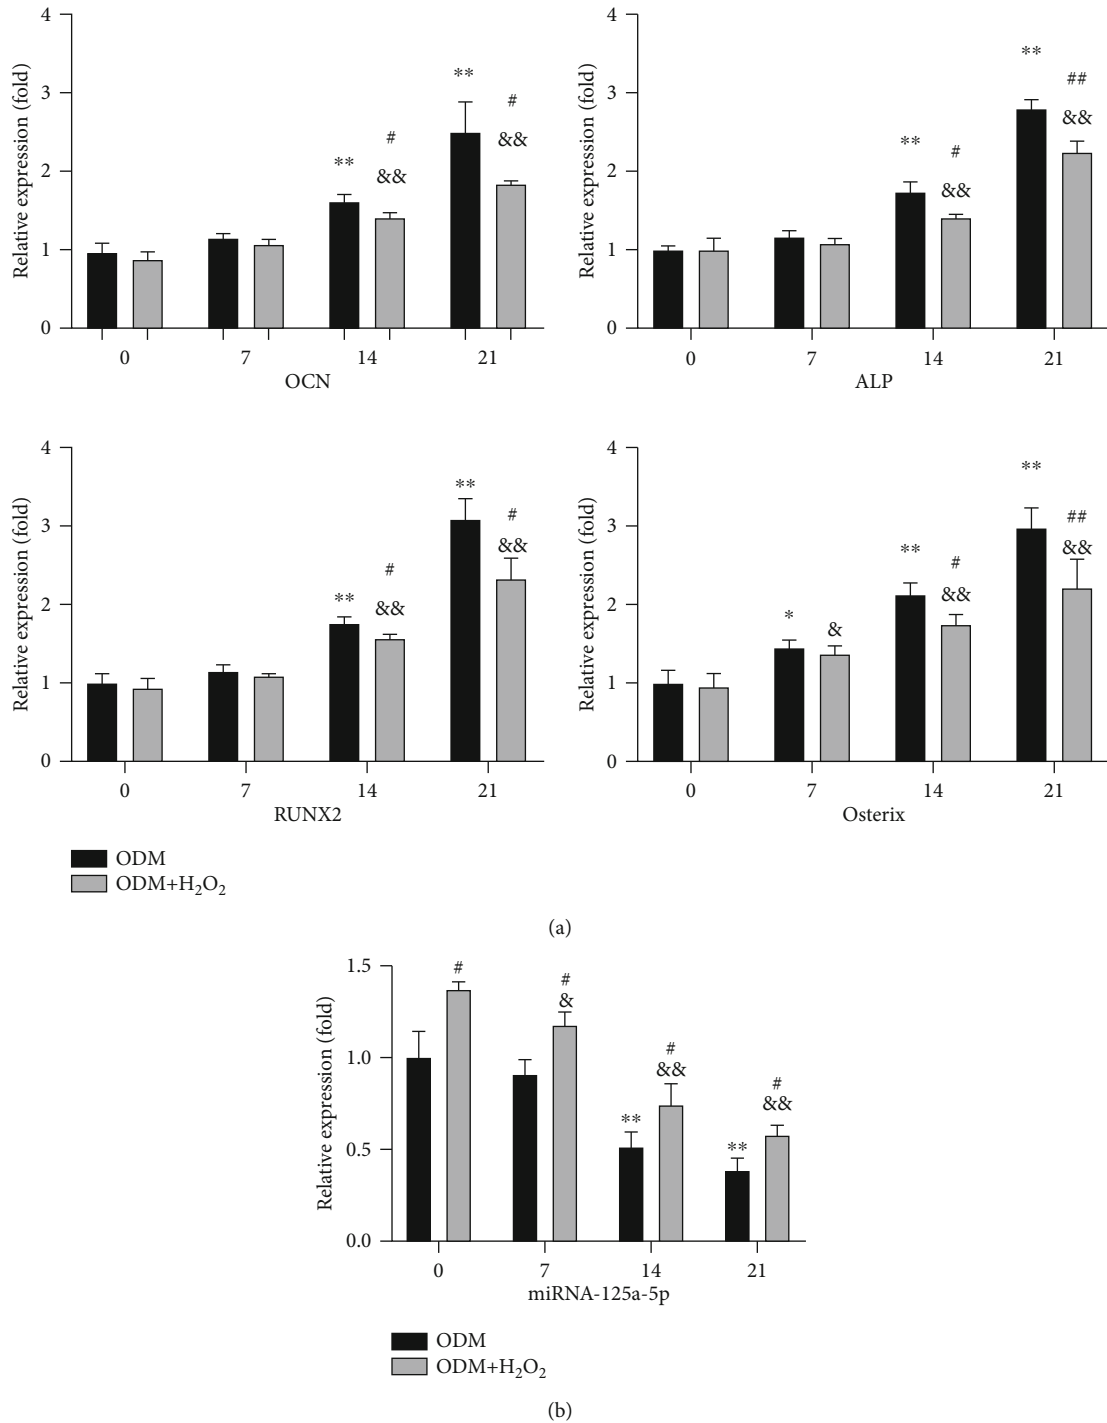 Relative expression (fold)
4
3
2
1
0
**
#
&&
**
#
&&
0 7 14 21
OCN
Relative expression (fold)
4
3
2
1
0
**
#
&&
**
##
&&
0 7 14 21
ALP
Relative expression (fold)
4
3
2
1
0
**
#
&&
**
#
&&
0 7 14 21
RUNX2
Relative expression (fold)
4
3
2
1
0
*
&
**
#
&&
**
##
&&
0 7 14 21
Osterix
ODM
ODM+H₂O₂
(a)
Relative expression (fold)
1.5
1.0
0.5
0.0
#
#
&
**
#
&&
**
#
&&
0 7 14 21
miRNA-125a-5p
ODM
ODM+H₂O₂
(b)